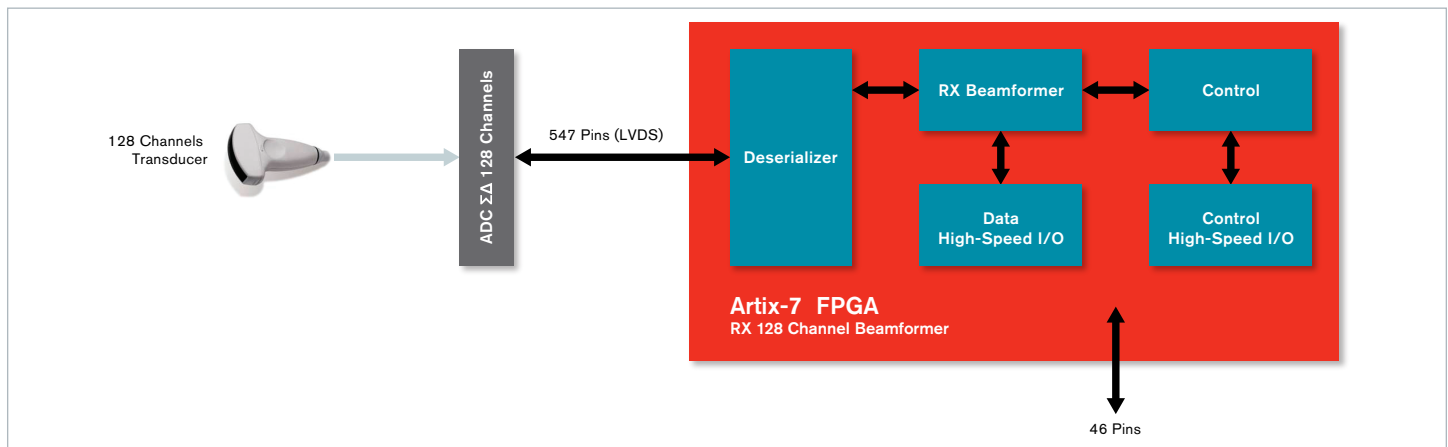 128 Channels
Transducer
ADC ΣΔ 128 Channels
547 Pins (LVDS)
Deserializer
RX Beamformer
Control
Data
High-Speed I/O
Control
High-Speed I/O
Artix-7 FPGA
RX 128 Channel Beamformer
46 Pins